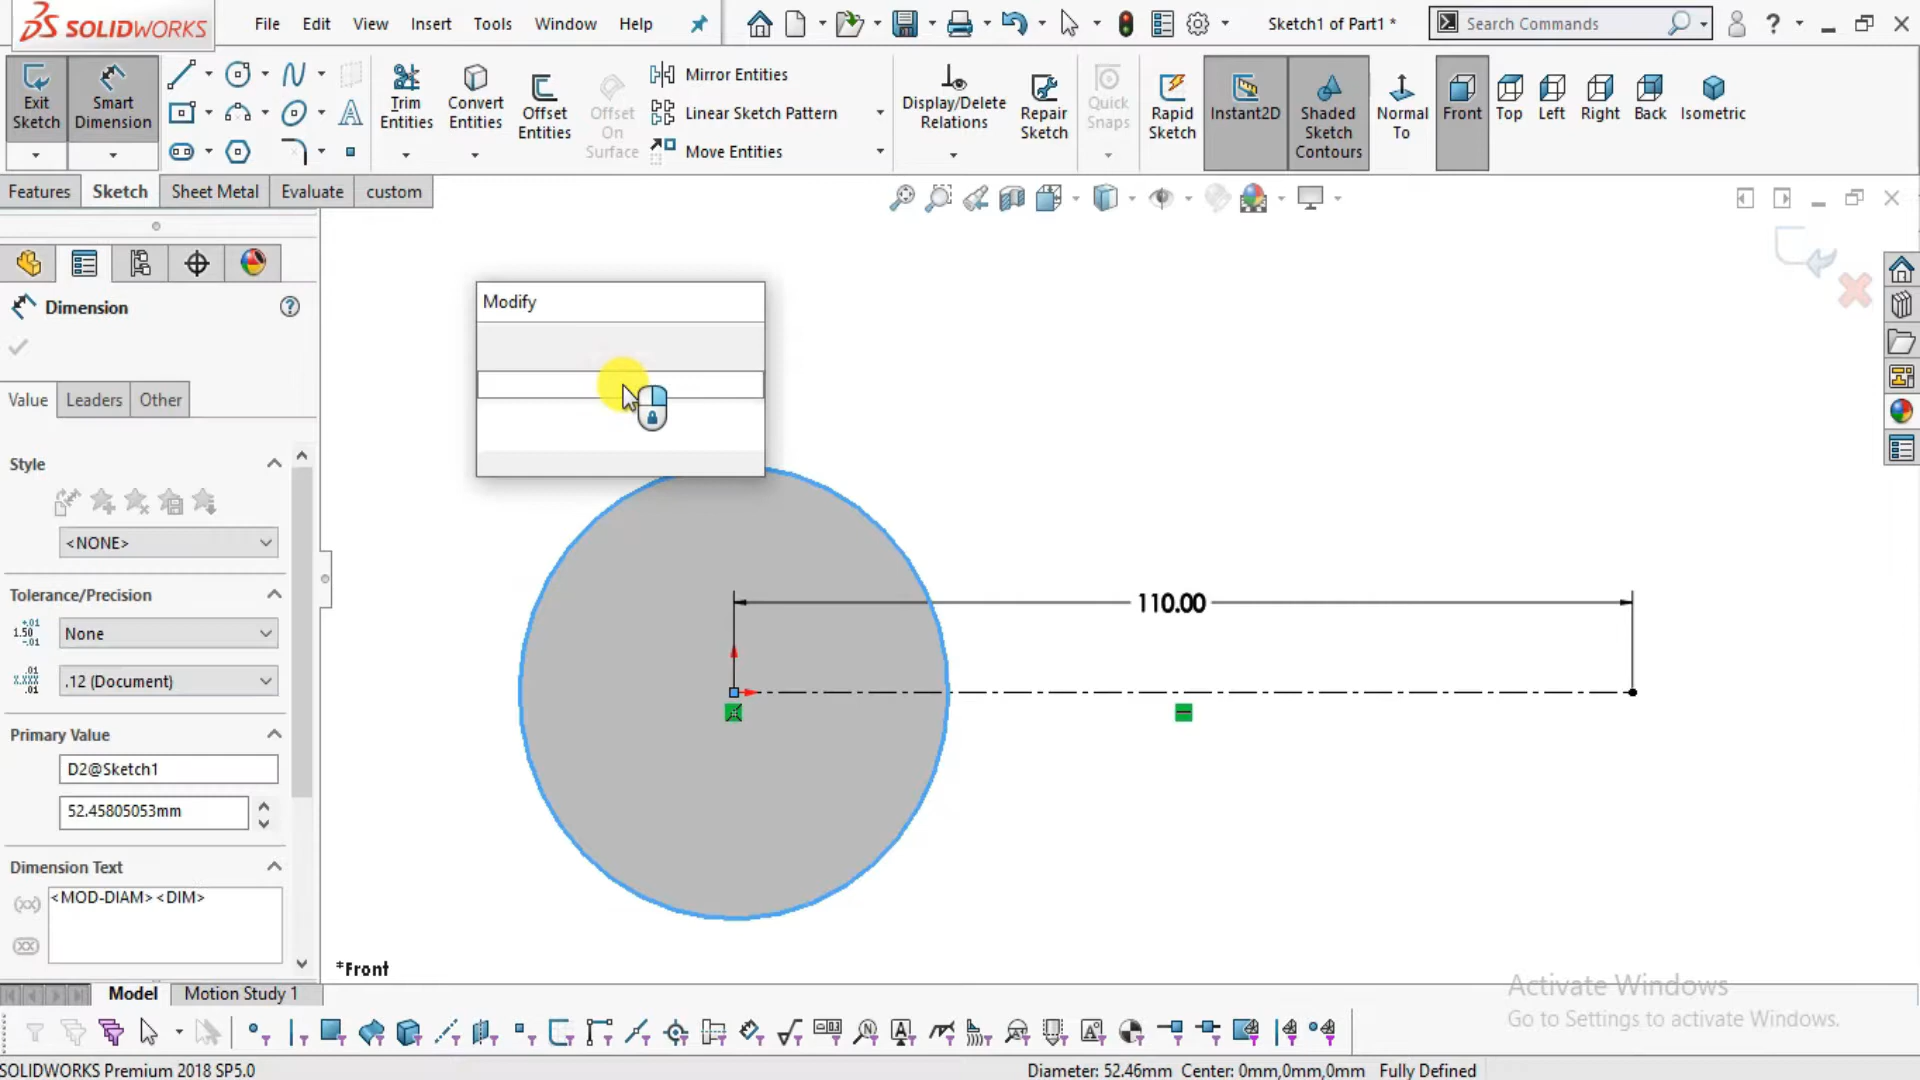 SOLIDWORKS
File Edit View Insert Tools Window Help
Sketch1 of Part1 *
Search Commands
Exit Sketch
Smart Dimension
Trim Entities
Convert Entities
Offset Entities
Offset On Surface
Mirror Entities
Linear Sketch Pattern
Move Entities
Display/Delete Relations
Repair Sketch
Quick Snaps
Rapid Sketch
Instant2D
Shaded Sketch Contours
Normal To
Front
Top
Left
Right
Back
Isometric
Features Sketch Sheet Metal Evaluate custom
Dimension
Value Leaders Other
Style
<NONE>
Tolerance/Precision
None
.12 (Document)
Primary Value
D2@Sketch1
52.45805053mm
Dimension Text
<MOD-DIAM><DIM>
Modify
110.00
*Front
Model Motion Study 1
Activate Windows
Go to Settings to activate Windows.
SOLIDWORKS Premium 2018 SP5.0
Diameter: 52.46mm Center: 0mm,0mm,0mm Fully Defined